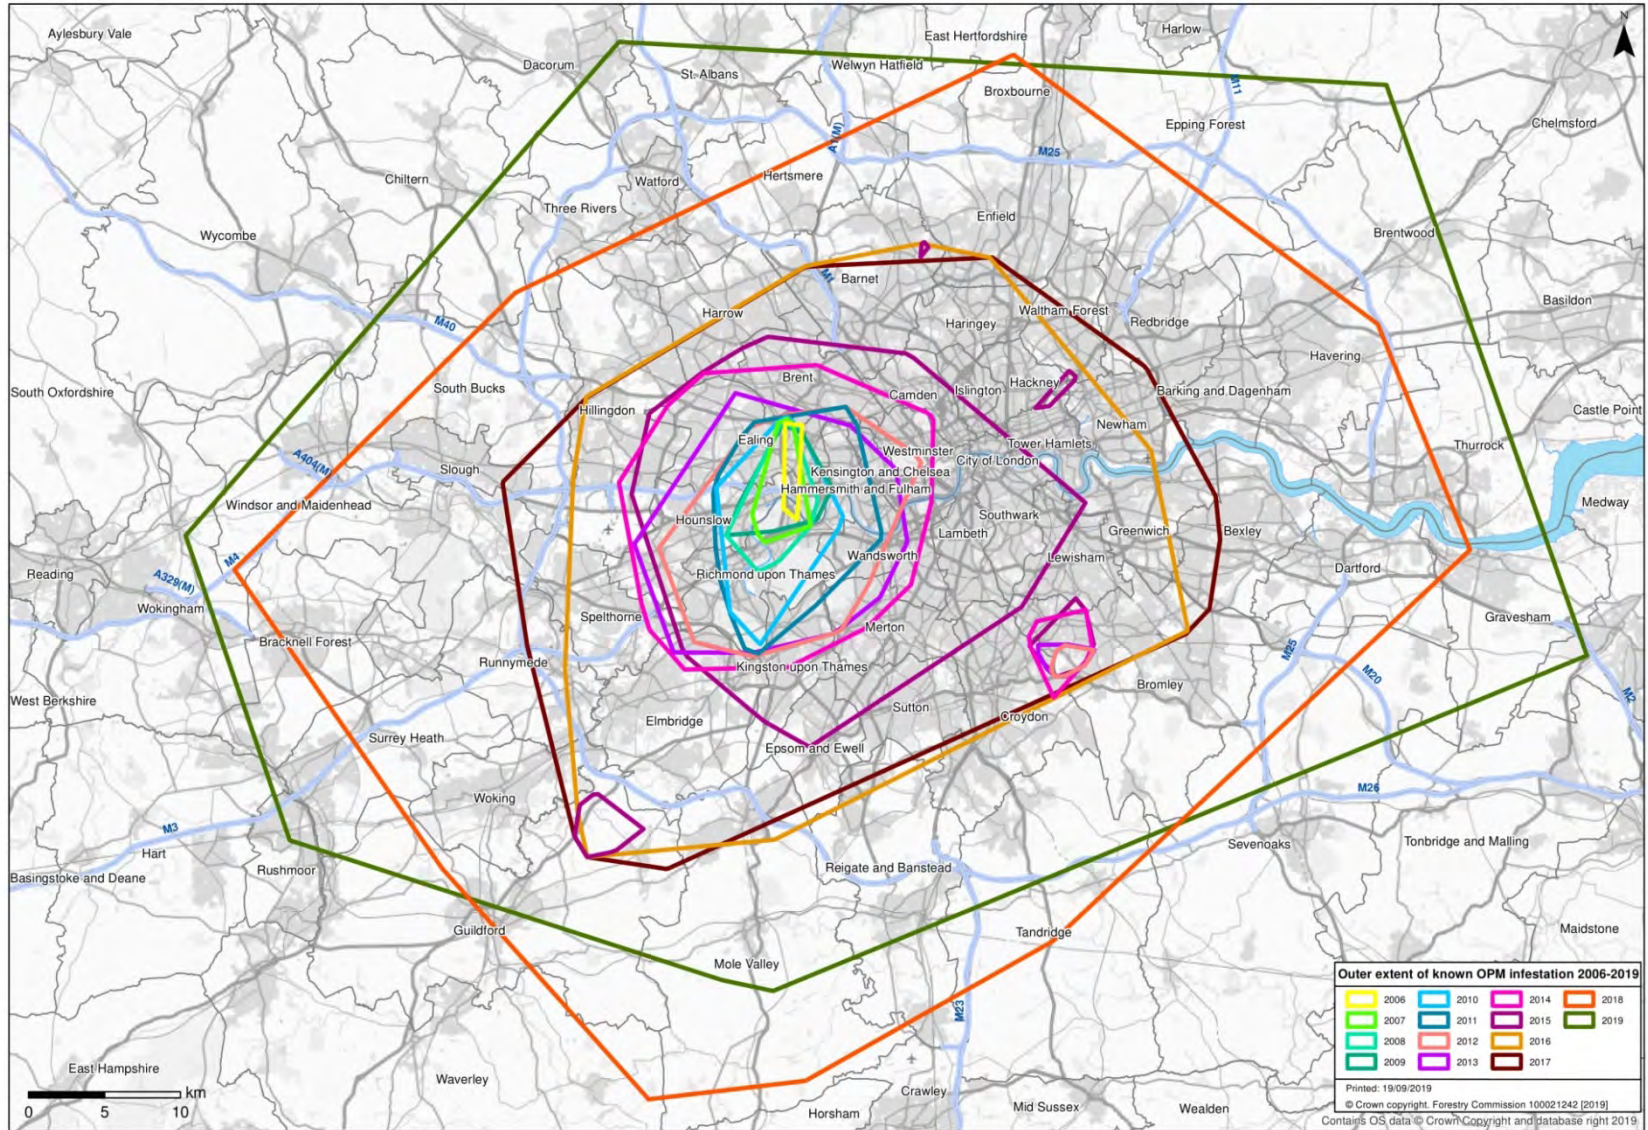 Aylesbury Vale
East Hertfordshire
Harlow
N
Dacorum
St. Albans
Welwyn Hatfield
M11
Broxbourne
Epping Forest
Chelmsford
A1(M)
M25
Chiltern
Watford
Hertsmere
Three Rivers
Enfield
Wycombe
Brentwood
M1
Barnet
Basildon
M40
Harrow
Haringey
Waltham Forest
Redbridge
Havering
South Oxfordshire
South Bucks
Brent
Hillingdon
Camden
Islington
Hackney
Barking and Dagenham
Castle Point
Newham
Ealing
Westminster
Tower Hamlets
Thurrock
A404(M)
Slough
Kensington and Chelsea
City of London
Windsor and Maidenhead
Hammersmith and Fulham
Medway
Hounslow
Southwark
Lambeth
Greenwich
Bexley
M4
Wandsworth
Lewisham
Reading
A329(M)
Richmond upon Thames
Dartford
Wokingham
Spelthorne
Gravesham
Bracknell Forest
Merton
Runnymede
Kingston upon Thames
M25
M20
Bromley
West Berkshire
M2
Elmbridge
Sutton
Croydon
Surrey Heath
Epsom and Ewell
Woking
M26
M3
Hart
Rushmoor
Reigate and Banstead
Sevenoaks
Tonbridge and Malling
Basingstoke and Deane
Guildford
Tandridge
Maidstone
Mole Valley
M23
East Hampshire
Waverley
Crawley
Horsham
Mid Sussex
Wealden
km
0 5 10
Outer extent of known OPM infestation 2006-2019
2006 2010 2014 2018
2007 2011 2015 2019
2008 2012 2016
2009 2013 2017
Printed: 19/09/2019
© Crown copyright. Forestry Commission 100021242 [2019]
Contains OS data © Crown Copyright and database right 2019